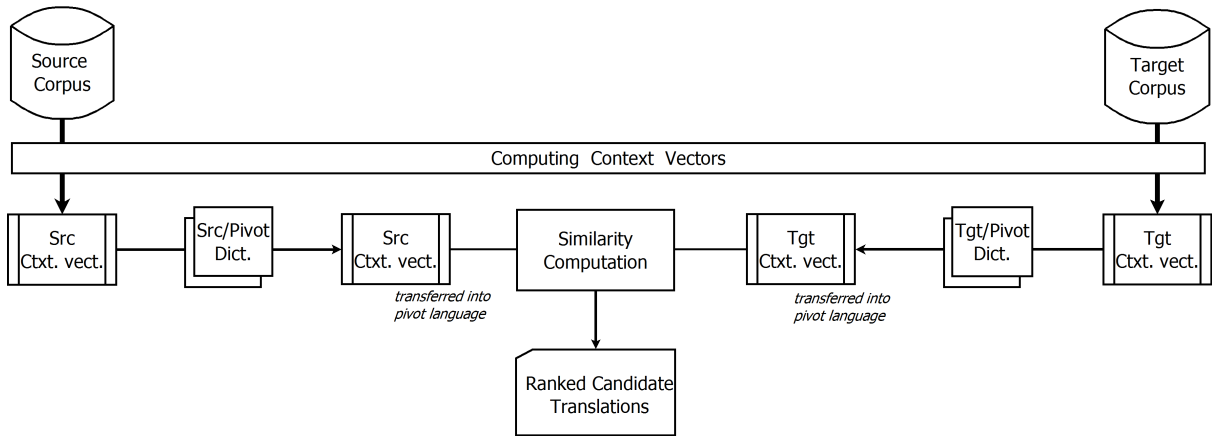 Source
Corpus
Target
Corpus
Computing Context Vectors
Src
Ctxt. vect.
Src/Pivot
Dict.
Src
Ctxt. vect.
transferred into
pivot language
Similarity
Computation
Tgt
Ctxt. vect.
transferred into
pivot language
Tgt/Pivot
Dict.
Tgt
Ctxt. vect.
Ranked Candidate
Translations